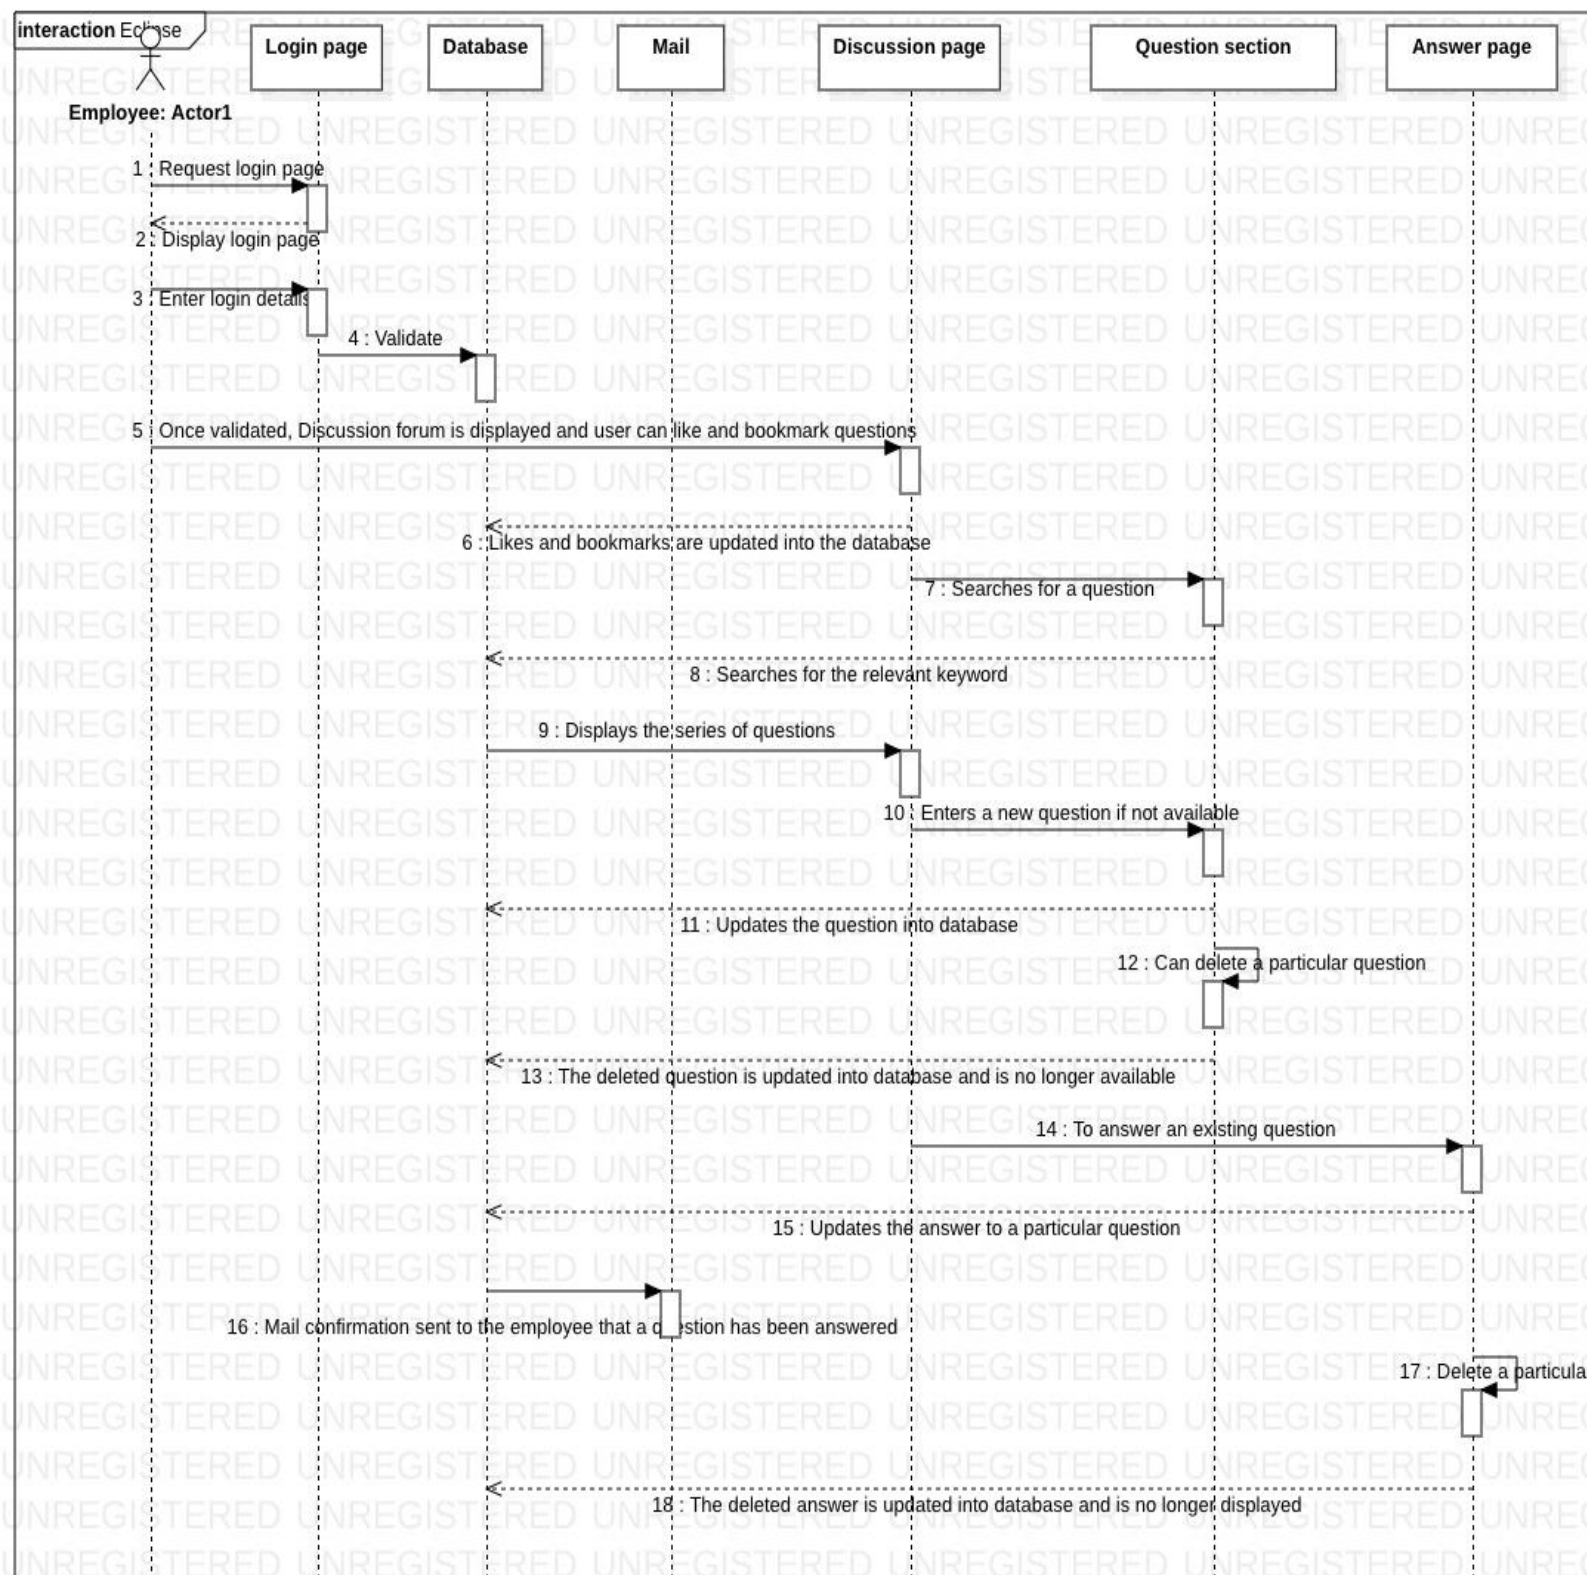 interaction Eclipse
Login page
Database
Mail
Discussion page
Question section
Answer page
Employee: Actor1
1 : Request login page
2 : Display login page
3 : Enter login details
4 : Validate
5 : Once validated, Discussion forum is displayed and user can like and bookmark questions
6 : Likes and bookmarks are updated into the database
7 : Searches for a question
8 : Searches for the relevant keyword
9 : Displays the series of questions
10 : Enters a new question if not available
11 : Updates the question into database
12 : Can delete a particular question
13 : The deleted question is updated into database and is no longer available
14 : To answer an existing question
15 : Updates the answer to a particular question
16 : Mail confirmation sent to the employee that a question has been answered
17 : Delete a particula
18 : The deleted answer is updated into database and is no longer displayed
UNREGISTERED